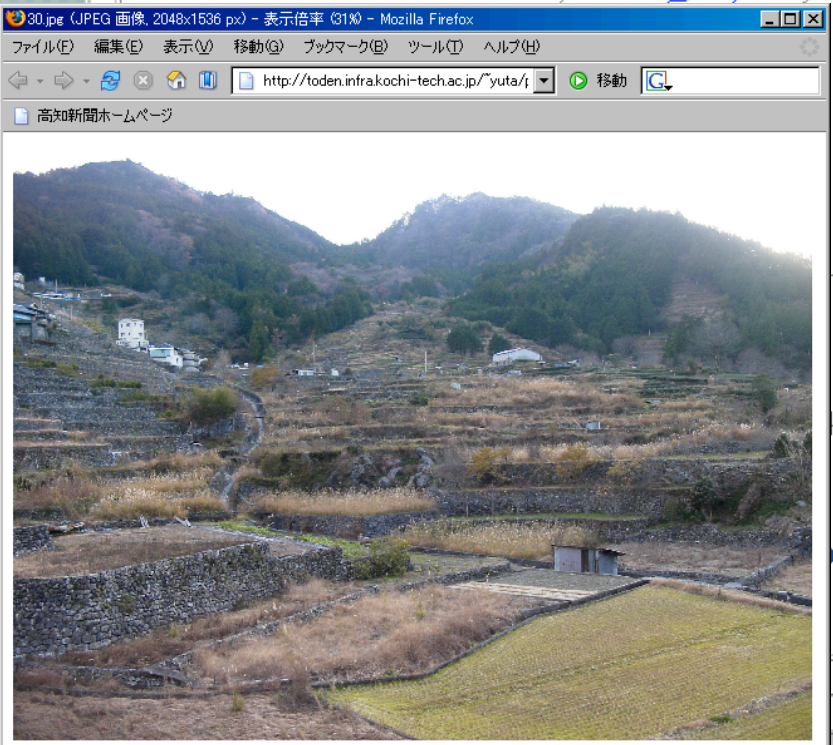 30.jpg (JPEG 画像, 2048x1536 px) - 表示倍率 (31%) - Mozilla Firefox
ファイル(F) 編集(E) 表示(V) 移動(G) ブックマーク(B) ツール(T) ヘルプ(H)
http://toden.infra.kochi-tech.ac.jp/~yuta/ 移動 G
高知新聞ホームページ